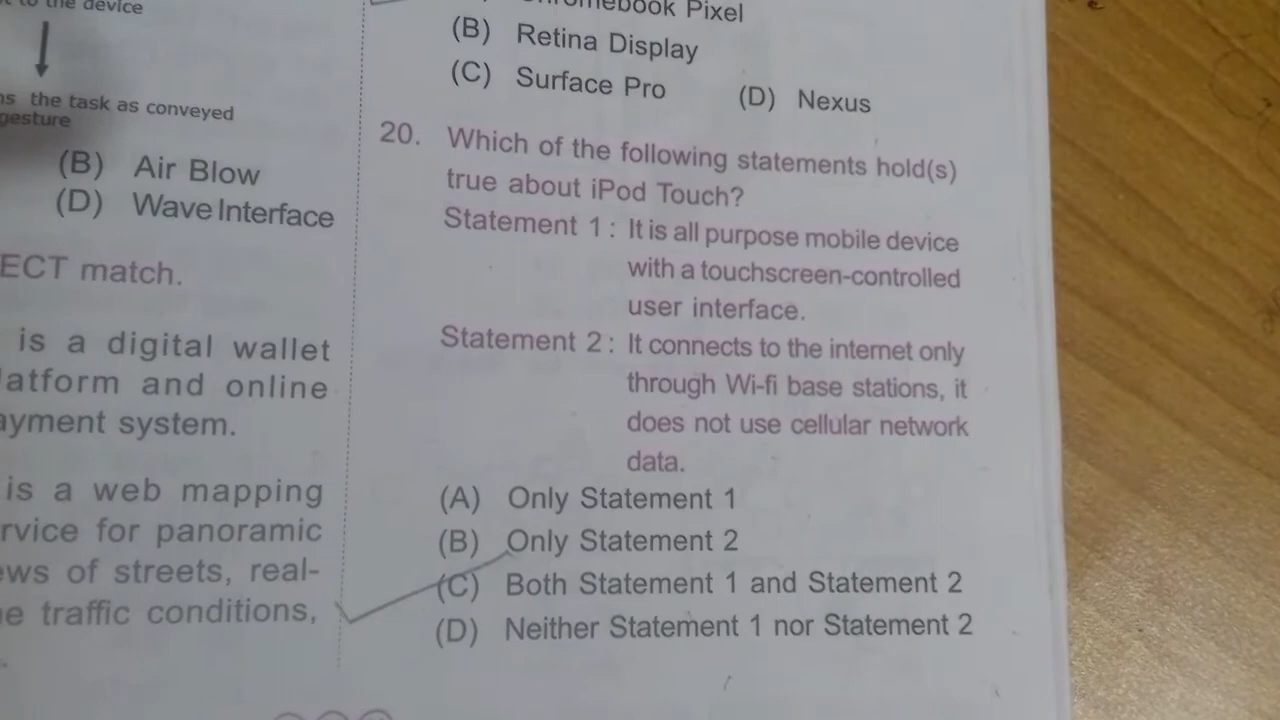 the device
the task as conveyed
gesture
(B) Air Blow
(D) Wave Interface
ECT match.
is a digital wallet
latform and online
ayment system.
is a web mapping
rvice for panoramic
ews of streets, real-
e traffic conditions,
Pixel
(B) Retina Display
(C) Surface Pro (D) Nexus
20. Which of the following statements hold(s)
true about iPod Touch?
Statement 1 : It is all purpose mobile device
with a touchscreen-controlled
user interface.
Statement 2 : It connects to the internet only
through Wi-fi base stations, it
does not use cellular network
data.
(A) Only Statement 1
(B) Only Statement 2
(C) Both Statement 1 and Statement 2
(D) Neither Statement 1 nor Statement 2